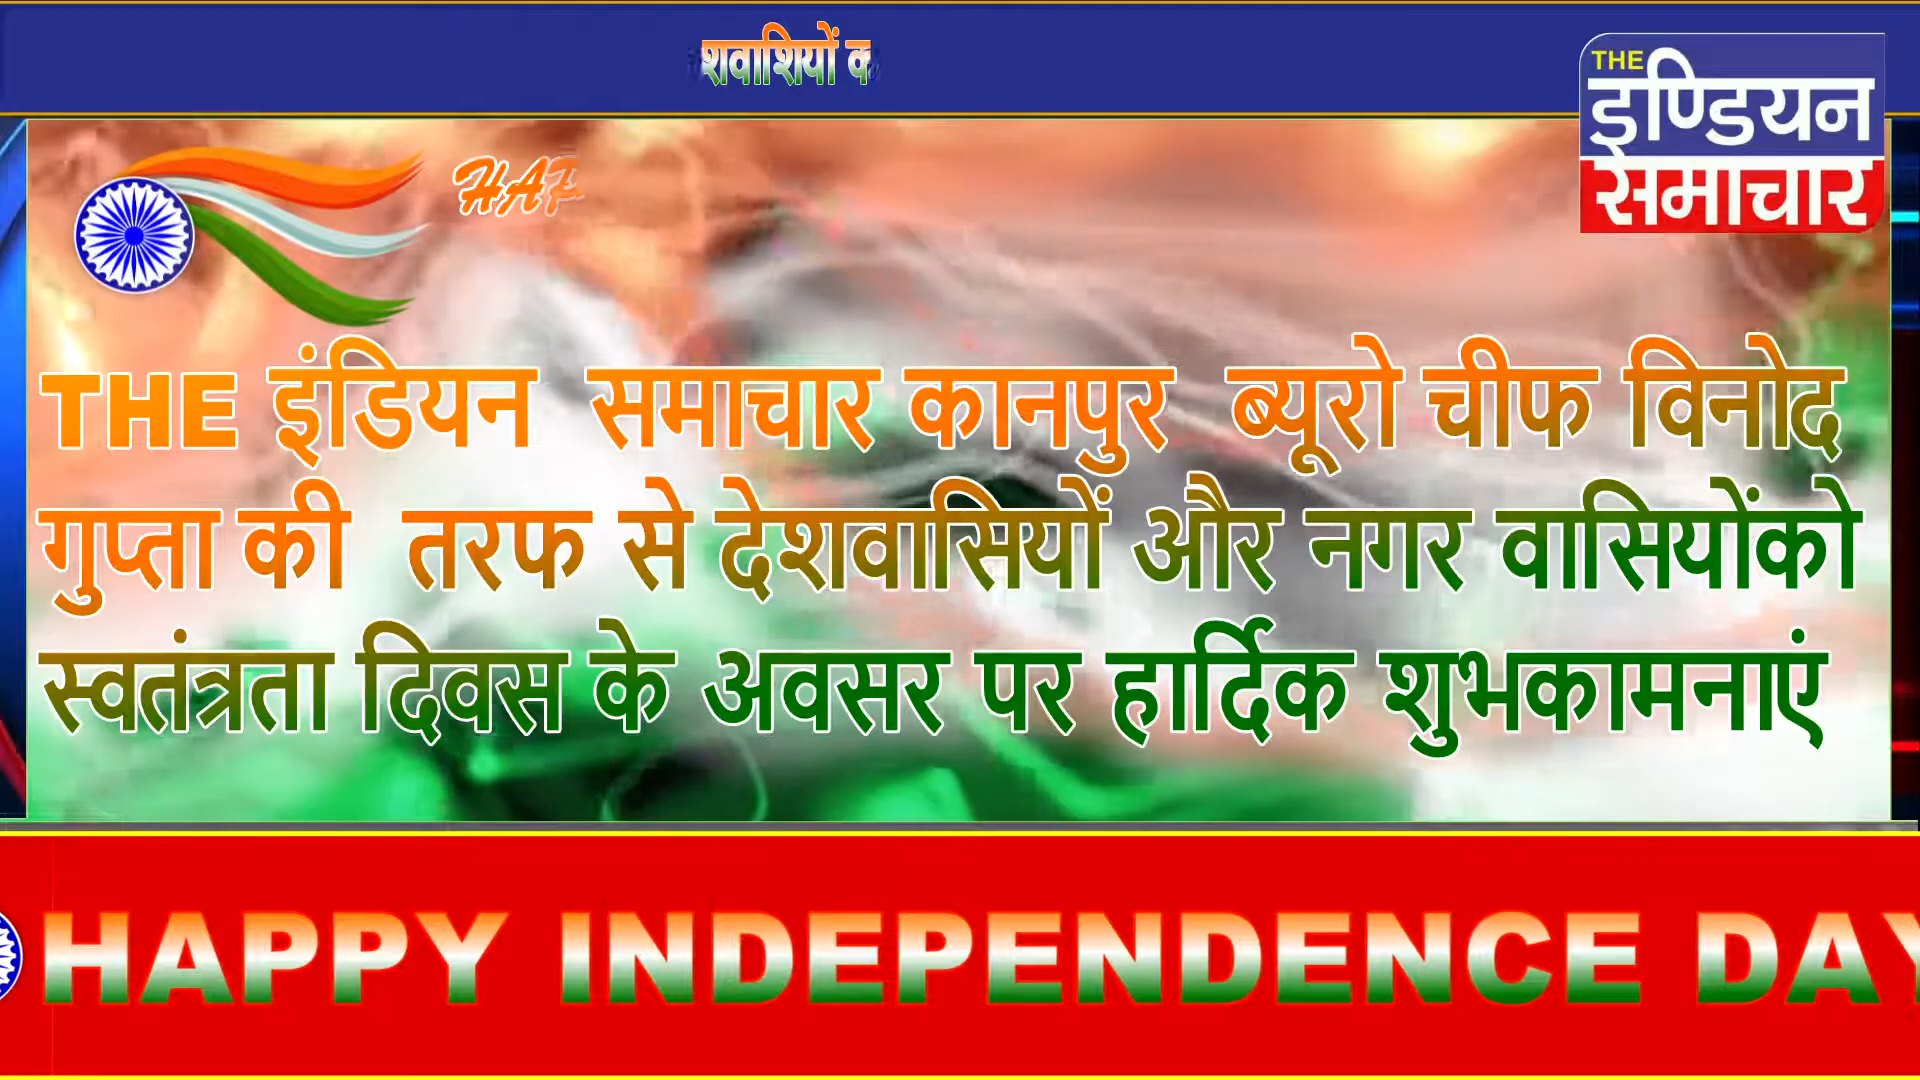 शवाशियों
THE
इण्डियन
समाचार
HAP
THE इंडियन समाचार कानपुर ब्यूरो चीफ विनोद
गुप्ता की तरफ से देशवासियों और नगर वासियोंको
स्वतंत्रता दिवस के अवसर पर हार्दिक शुभकामनाएं
HAPPY INDEPENDENCE DAY